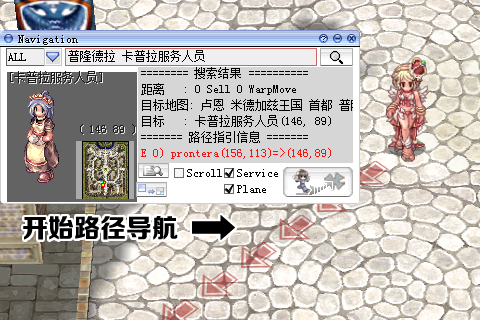 Navigation
ALL
普隆德拉 卡普拉服务人员
[卡普拉服务人员]
( 146, 89 )
======== 搜索结果 ==========
距离 : 0 Sell 0 WarpMove
目标地图: 卢恩 米德加兹王国 首都 普
目标 : 卡普拉服务人员(146, 89)
======= 路径指引信息 =======
E 0) prontera(156,113)=>(146,89)
Scroll
Service
Plane
开始路径导航